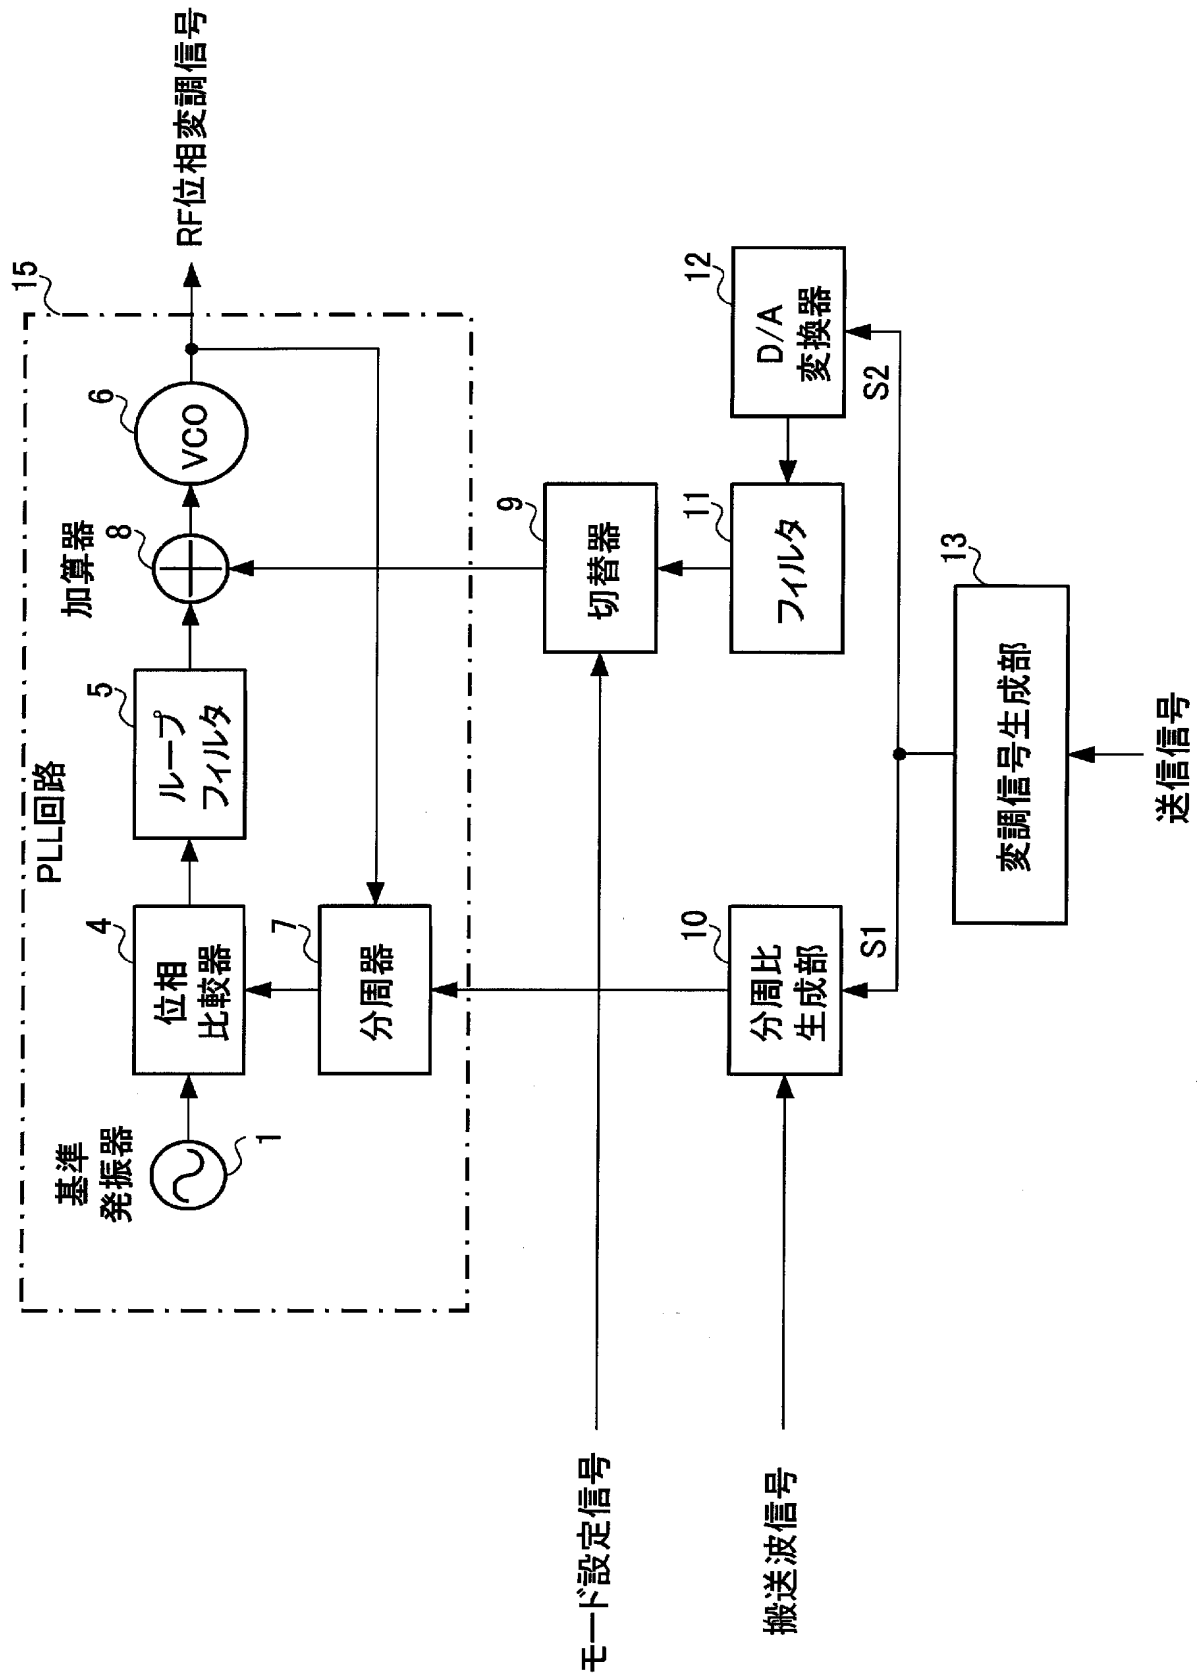 PLL回路
15
基準
発振器
1
位相
比較器
4
ループ
フィルタ
5
加算器
8
VCO
6
RF位相変調信号
分周器
7
モード設定信号
切替器
9
搬送波信号
分周比
生成部
10
フィルタ
11
D/A
変換器
12
S1
S2
変調信号生成部
13
送信信号